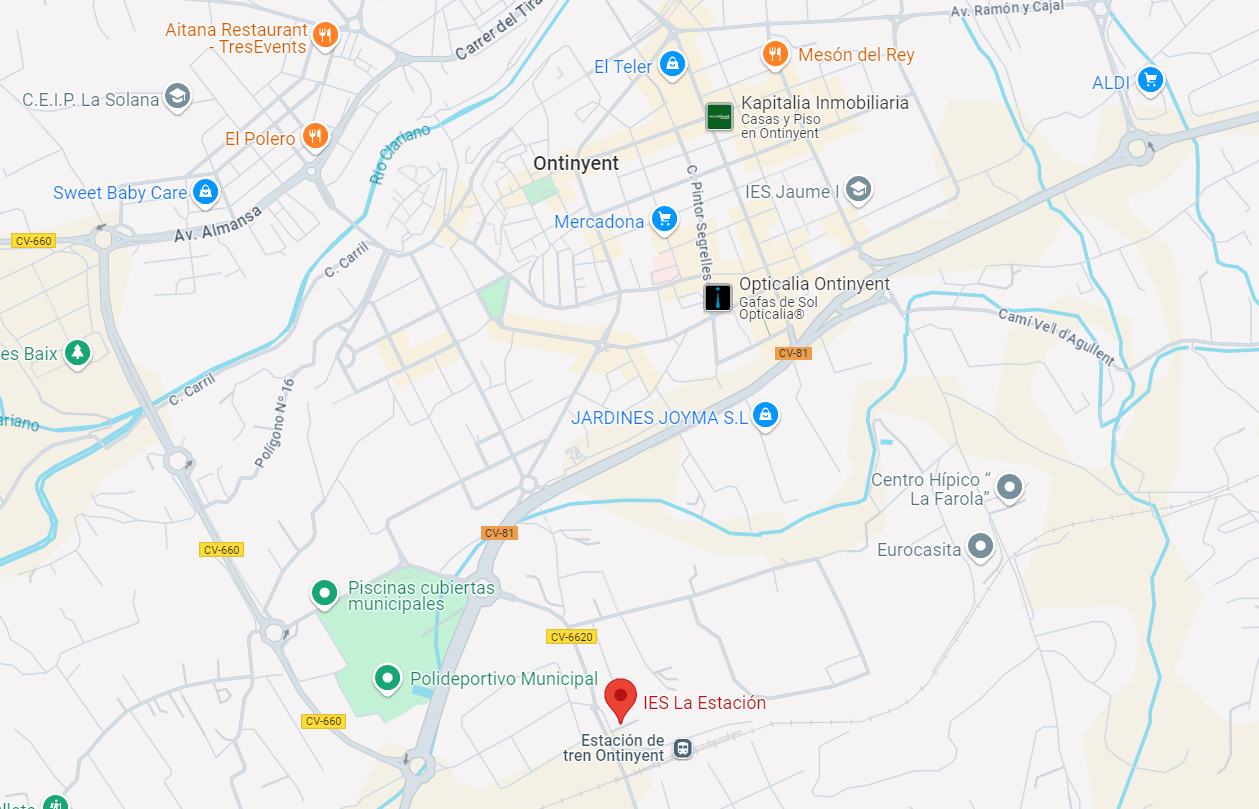 Av. Ramón y Cajal
Aitana Restaurant
- TresEvents
Carrer del Tira
El Teler
Mesón del Rey
ALDI
C.E.I.P. La Solana
Kapitalia Inmobiliaria
Casas y Piso
en Ontinyent
El Polero
Río Clariano
Ontinyent
Sweet Baby Care
C. Pintor Segrelles
IES Jaume I
Av. Almansa
Mercadona
CV-660
C. Carril
Opticalia Ontinyent
Gafas de Sol
Opticalia®
Camí Vell d'Agullent
es Baix
CV-81
C. Carril
Polígono Nº 16
ariano
JARDINES JOYMA S.L
Centro Hípico “
La Farola”
CV-81
CV-660
Eurocasita
Piscinas cubiertas
municipales
CV-6620
Polideportivo Municipal
IES La Estación
CV-660
Estación de
tren Ontinyent